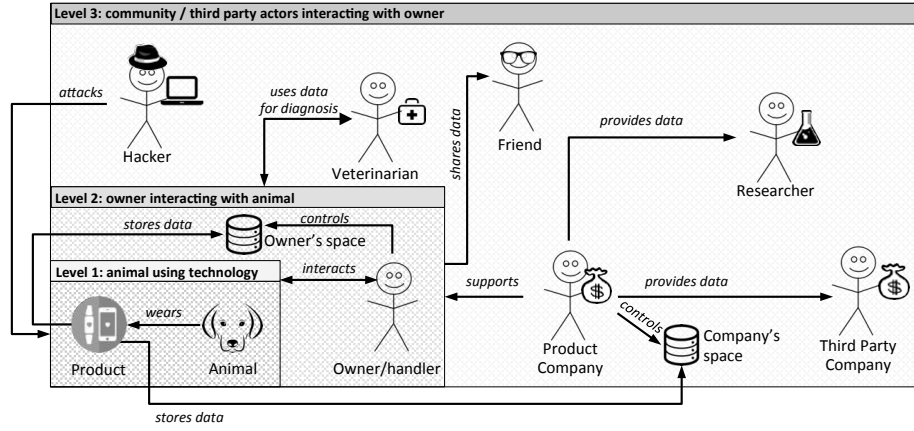 Level 3: community / third party actors interacting with owner
attacks
Hacker
uses data
for diagnosis
Veterinarian
shares data
Friend
provides data
Researcher
Level 2: owner interacting with animal
stores data
controls
Owner's space
Level 1: animal using technology
interacts
wears
Product
Animal
Owner/handler
supports
$
Product
Company
provides data
controls
Company's
space
$
Third Party
Company
stores data